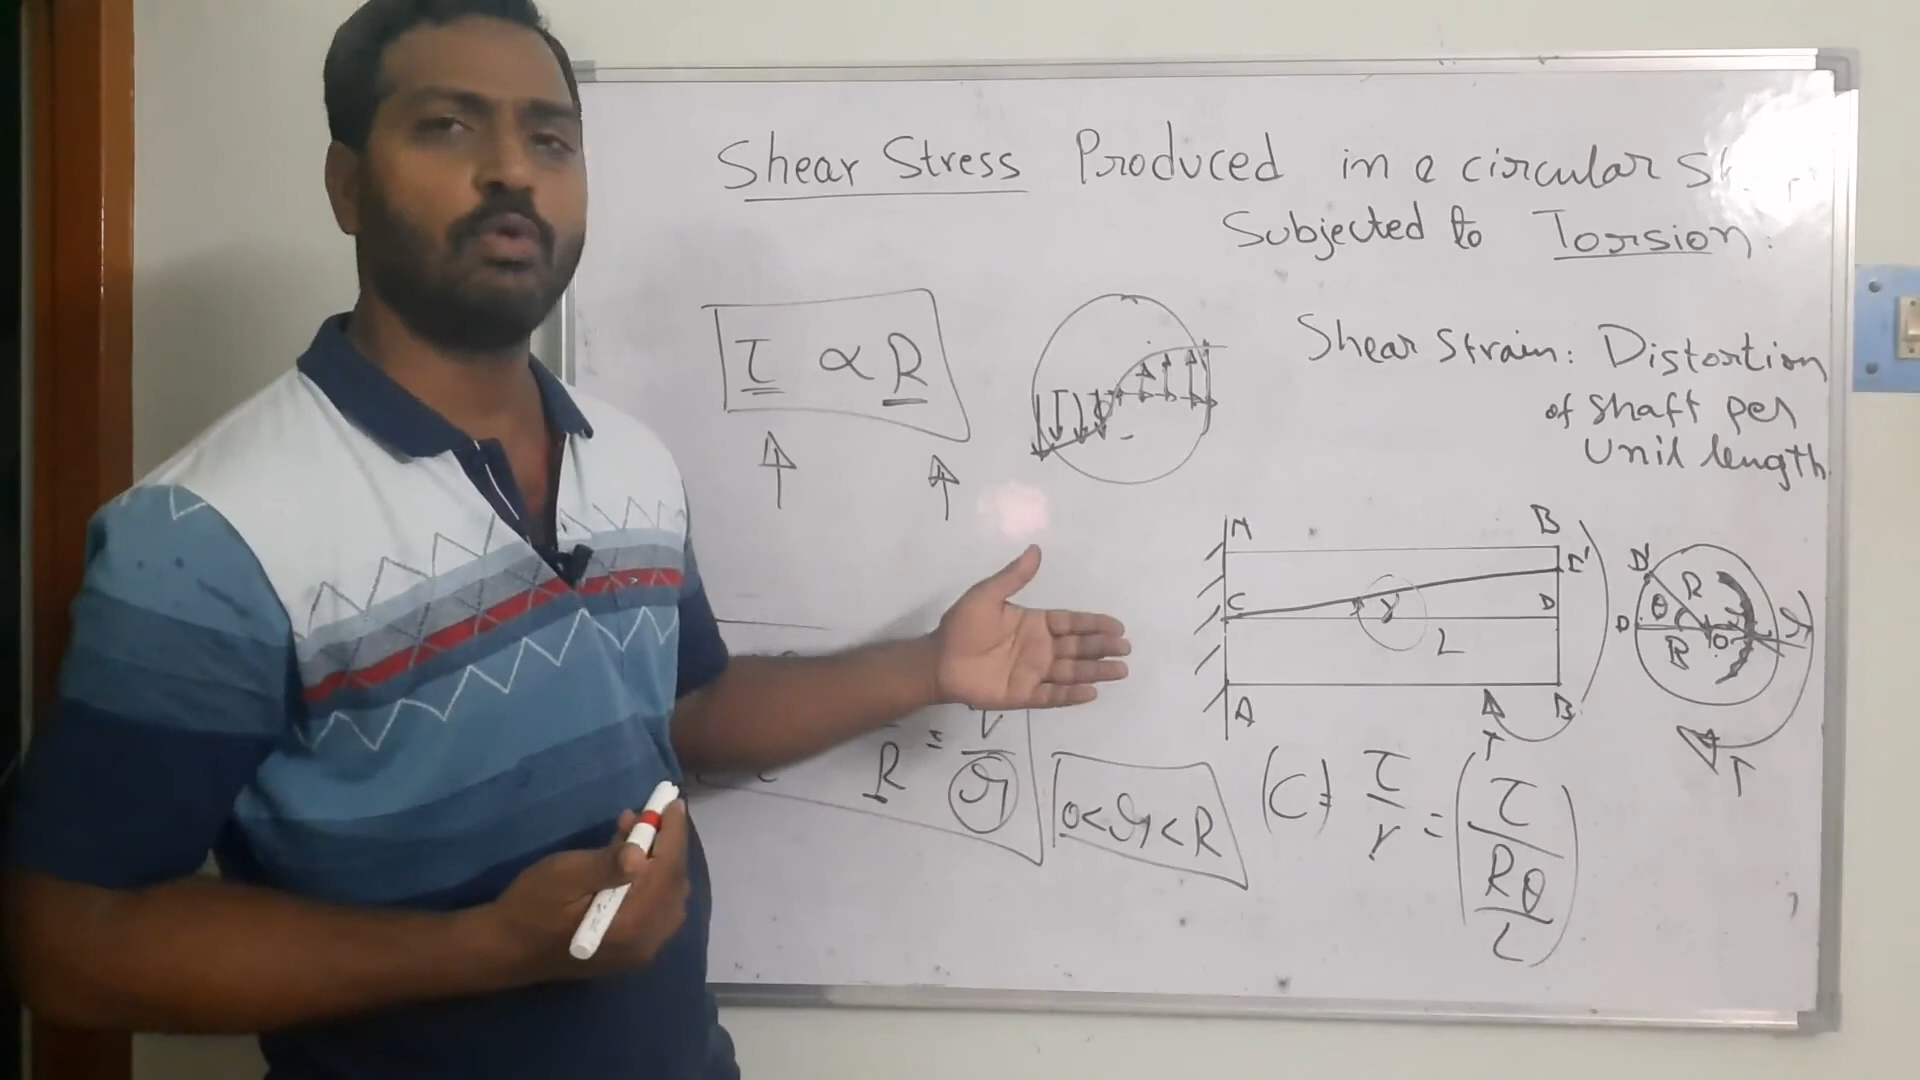 Shear Stress Produced in a circular
Subjected to Torsion.
τ ∝ R
Shear Strain: Distortion
of shaft per
Unit length
A B
D'
C γ D
L
A B
T
D' R
θ
D R O
T
R = r
0<r<R
(C) = τ/γ = (τ/(Rθ/L))